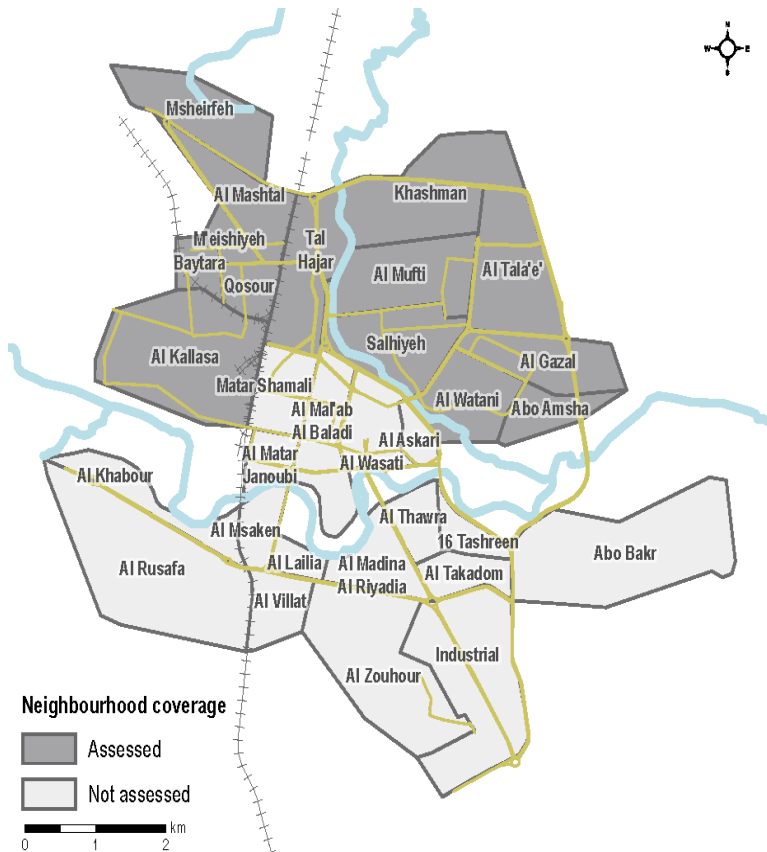 N
W E
S
Msheirfeh
Al Mashtal
Khashman
M'eishiyeh
Tal
Hajar
Baytara
Al Mufti
Al Tala'e'
Qosour
Salhiyeh
Al Kallasa
Al Gazal
Matar Shamali
Al Watani
Abo Amsha
Al Mal'ab
Al Baladi
Al Askari
Al Matar
Janoubi
Al Wasati
Al Khabour
Al Thawra
Al Msaken
16 Tashreen
Abo Bakr
Al Rusafa
Al Lailia
Al Madina
Al Riyadia
Al Takadom
Al Villat
Industrial
Al Zouhour
Neighbourhood coverage
Assessed
Not assessed
km
0 1 2